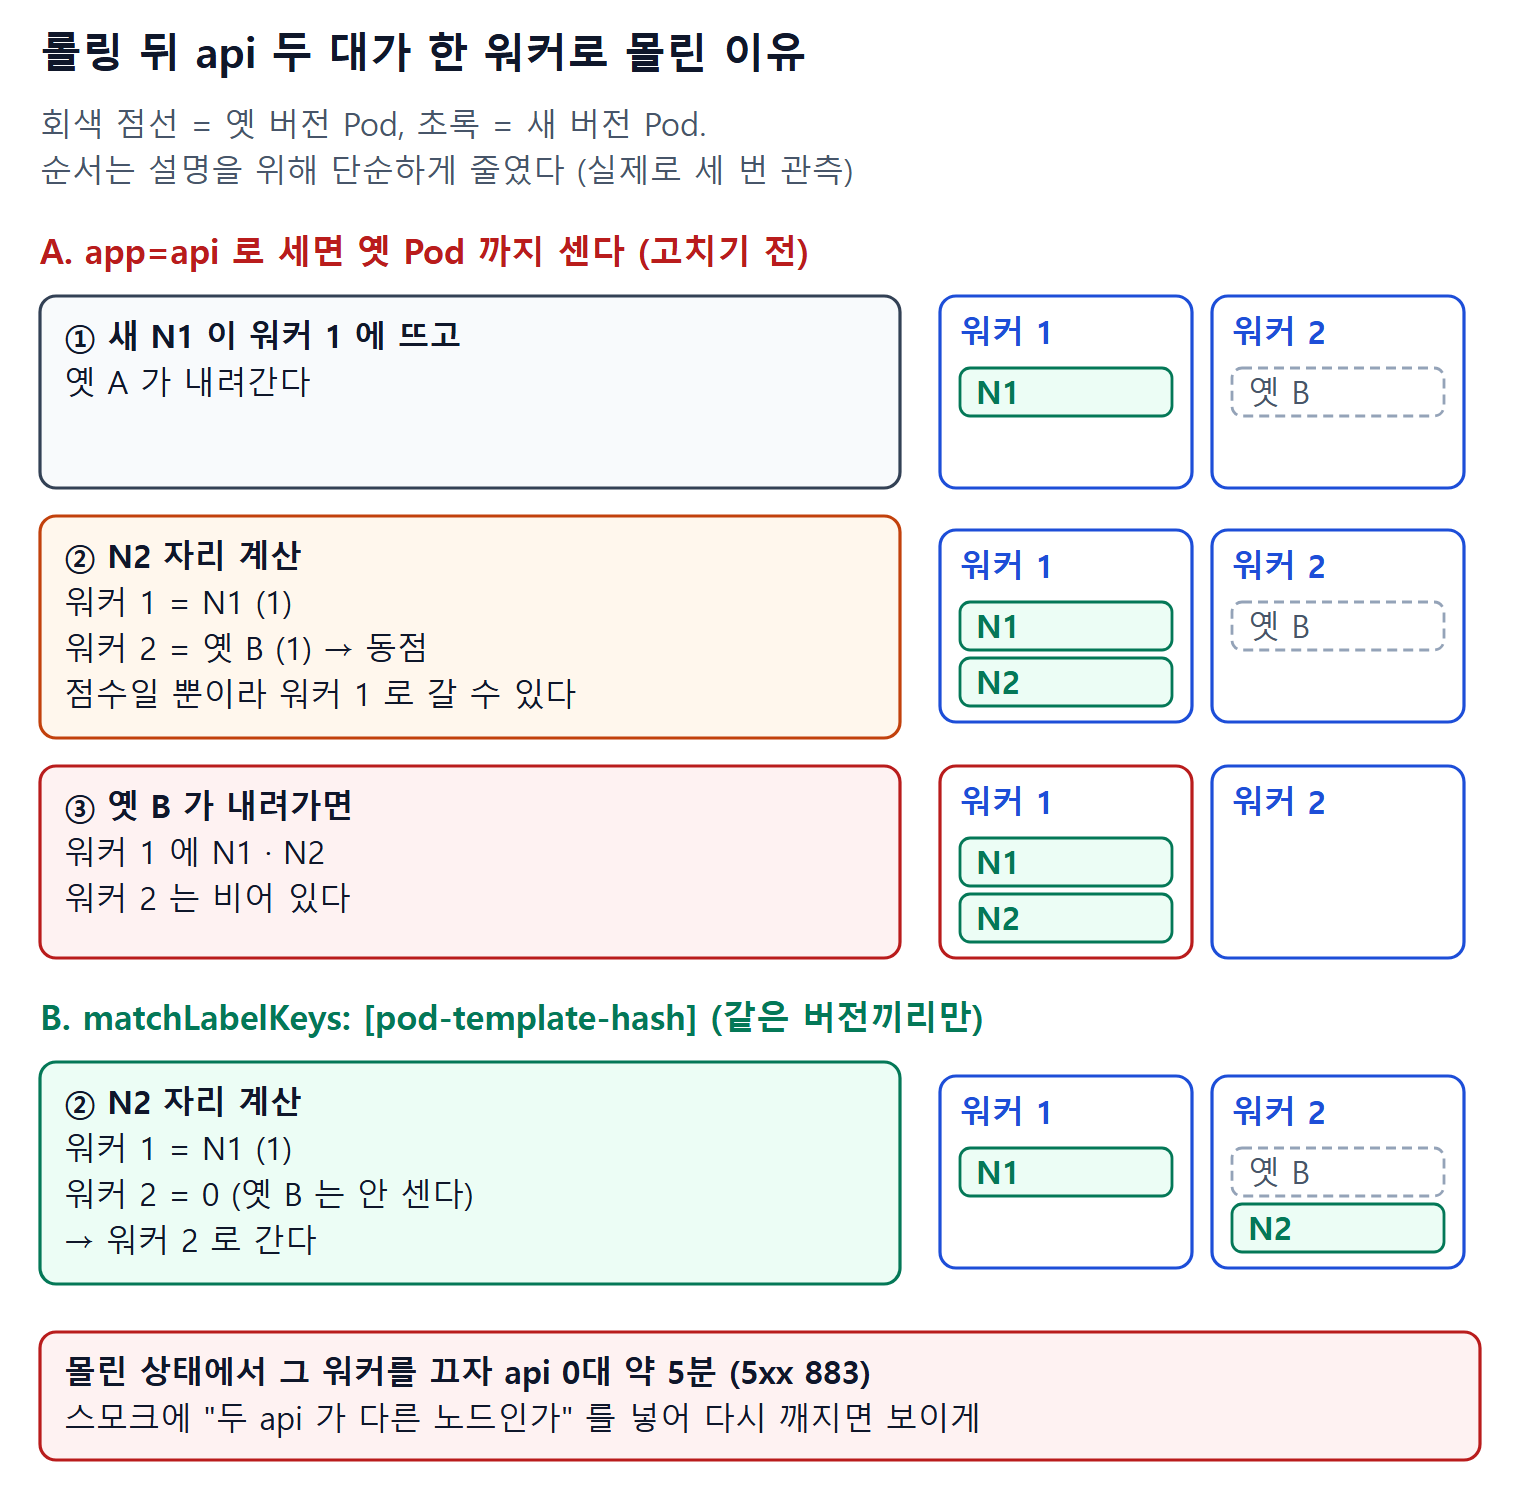 롤링 뒤 api 두 대가 한 워커로 몰린 이유
회색 점선 = 옛 버전 Pod, 초록 = 새 버전 Pod.
순서는 설명을 위해 단순하게 줄였다 (실제로 세 번 관측)
A. app=api 로 세면 옛 Pod 까지 센다 (고치기 전)
① 새 N1 이 워커 1 에 뜨고
옛 A 가 내려간다
워커 1
N1
워커 2
옛 B
② N2 자리 계산
워커 1 = N1 (1)
워커 2 = 옛 B (1) → 동점
점수일 뿐이라 워커 1 로 갈 수 있다
워커 1
N1
N2
워커 2
옛 B
③ 옛 B 가 내려가면
워커 1 에 N1 · N2
워커 2 는 비어 있다
워커 1
N1
N2
워커 2
B. matchLabelKeys: [pod-template-hash] (같은 버전끼리만)
② N2 자리 계산
워커 1 = N1 (1)
워커 2 = 0 (옛 B 는 안 센다)
→ 워커 2 로 간다
워커 1
N1
워커 2
옛 B
N2
몰린 상태에서 그 워커를 끄자 api 0대 약 5분 (5xx 883)
스모크에 "두 api 가 다른 노드인가" 를 넣어 다시 깨지면 보이게